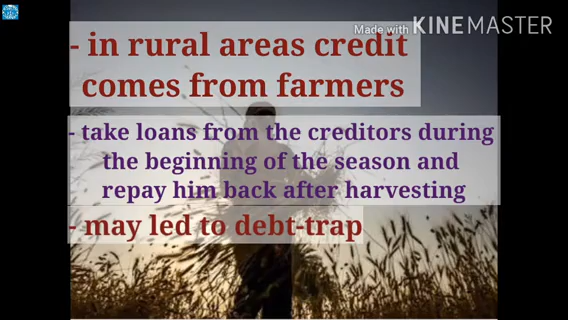 Made with KINEMASTER
- in rural areas credit
comes from farmers
- take loans from the creditors during
the beginning of the season and
repay him back after harvesting
- may led to debt-trap